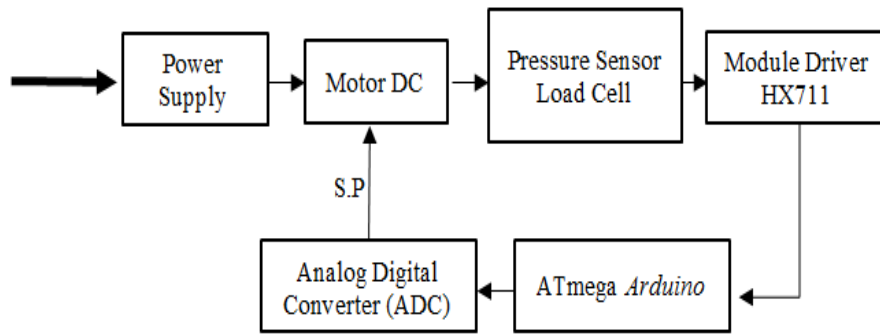 Power
Supply
Motor DC
Pressure Sensor
Load Cell
Module Driver
HX711
S.P
Analog Digital
Converter (ADC)
ATmega Arduino